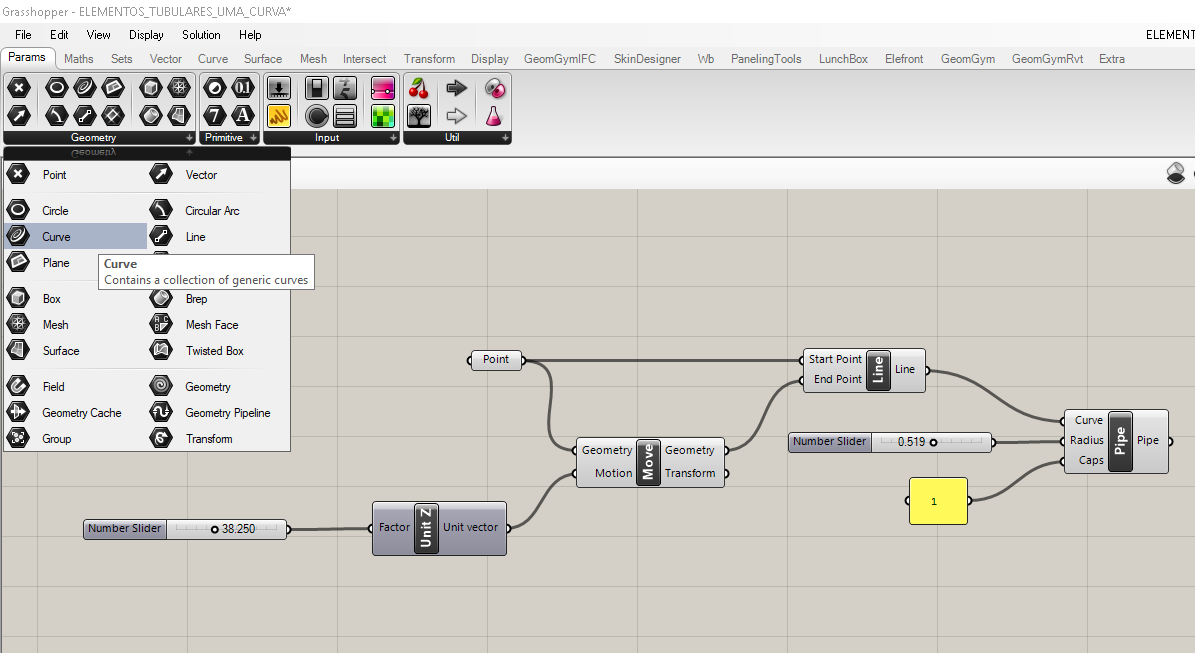 Grasshopper - ELEMENTOS_TUBULARES_UMA_CURVA*
File Edit View Display Solution Help ELEMENT
Params Maths Sets Vector Curve Surface Mesh Intersect Transform Display GeomGymIFC SkinDesigner Wb PanelingTools LunchBox Elefront GeomGym GeomGymRvt Extra
Geometry Primitive Input Util
Geometry
Point Vector
Circle Circular Arc
Curve Line
Plane
Curve
Contains a collection of generic curves
Box Brep
Mesh Mesh Face
Surface Twisted Box
Field Geometry
Geometry Cache Geometry Pipeline
Group Transform
Point
Start Point
End Point
Line
Line
Geometry
Motion
Move
Geometry
Transform
Number Slider 0.519
Curve
Radius
Caps
Pipe
Pipe
1
Number Slider 38.250
Factor
Unit Z
Unit vector